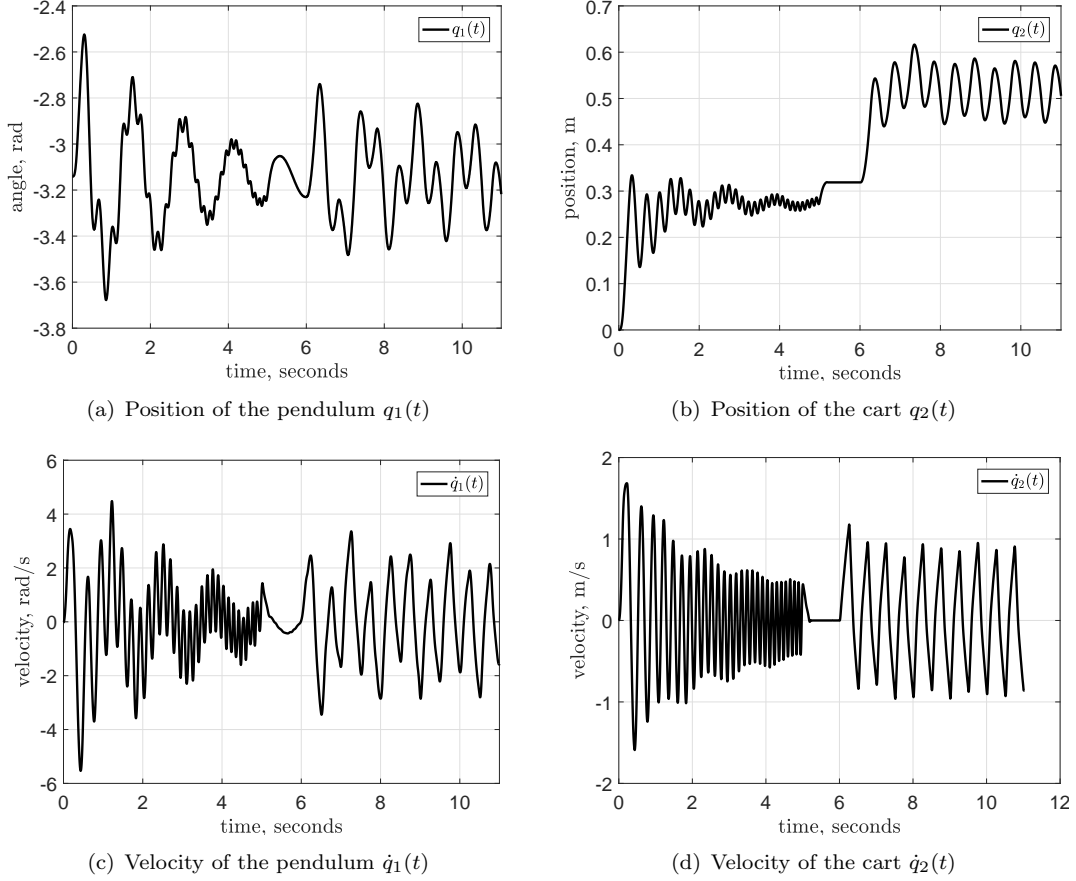 -2.4
-2.6
-2.8
-3
-3.2
-3.4
-3.6
-3.8
0 2 4 6 8 10
angle, rad
time, seconds
q₁(t)
(a) Position of the pendulum q₁(t)
0.7
0.6
0.5
0.4
0.3
0.2
0.1
0
0 2 4 6 8 10
position, m
time, seconds
q₂(t)
(b) Position of the cart q₂(t)
6
4
2
0
-2
-4
-6
0 2 4 6 8 10
velocity, rad/s
time, seconds
q̇₁(t)
(c) Velocity of the pendulum q̇₁(t)
2
1
0
-1
-2
0 2 4 6 8 10 12
velocity, m/s
time, seconds
q̇₂(t)
(d) Velocity of the cart q̇₂(t)